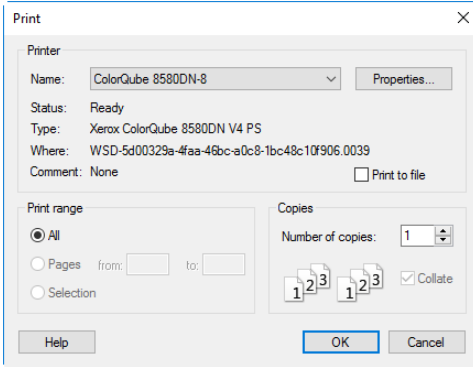 Print
Printer
Name: ColorQube 8580DN-8 Properties...
Status: Ready
Type: Xerox ColorQube 8580DN V4 PS
Where: WSD-5d00329a-4faa-46bc-a0c8-1bc48c10f906.0039
Comment: None Print to file
Print range
All
Pages from: to:
Selection
Copies
Number of copies: 1
1 2 3 1 2 3 Collate
Help OK Cancel